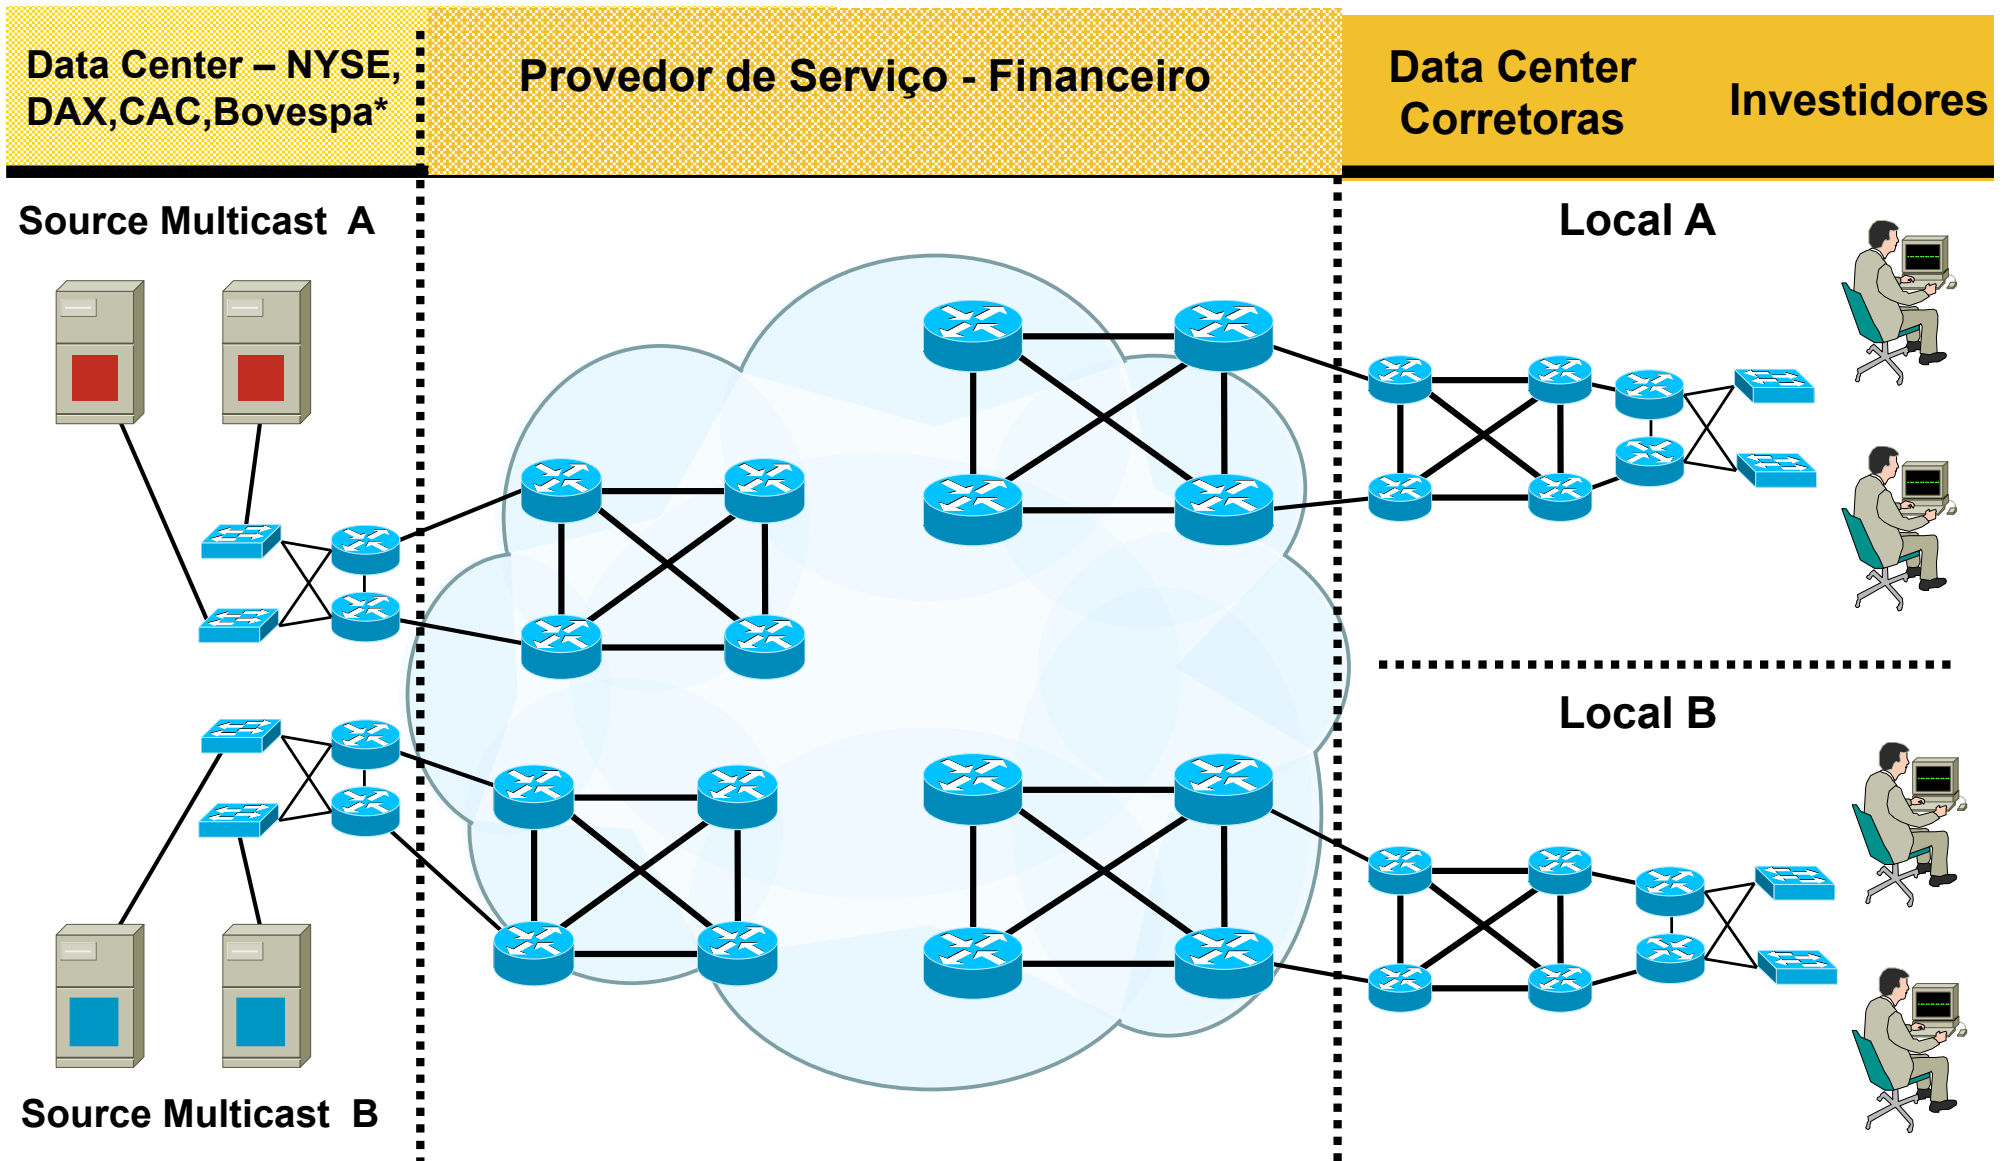 Data Center – NYSE,
DAX,CAC,Bovespa*
Provedor de Serviço - Financeiro
Data Center
Corretoras
Investidores
Source Multicast A
Local A
Local B
Source Multicast B